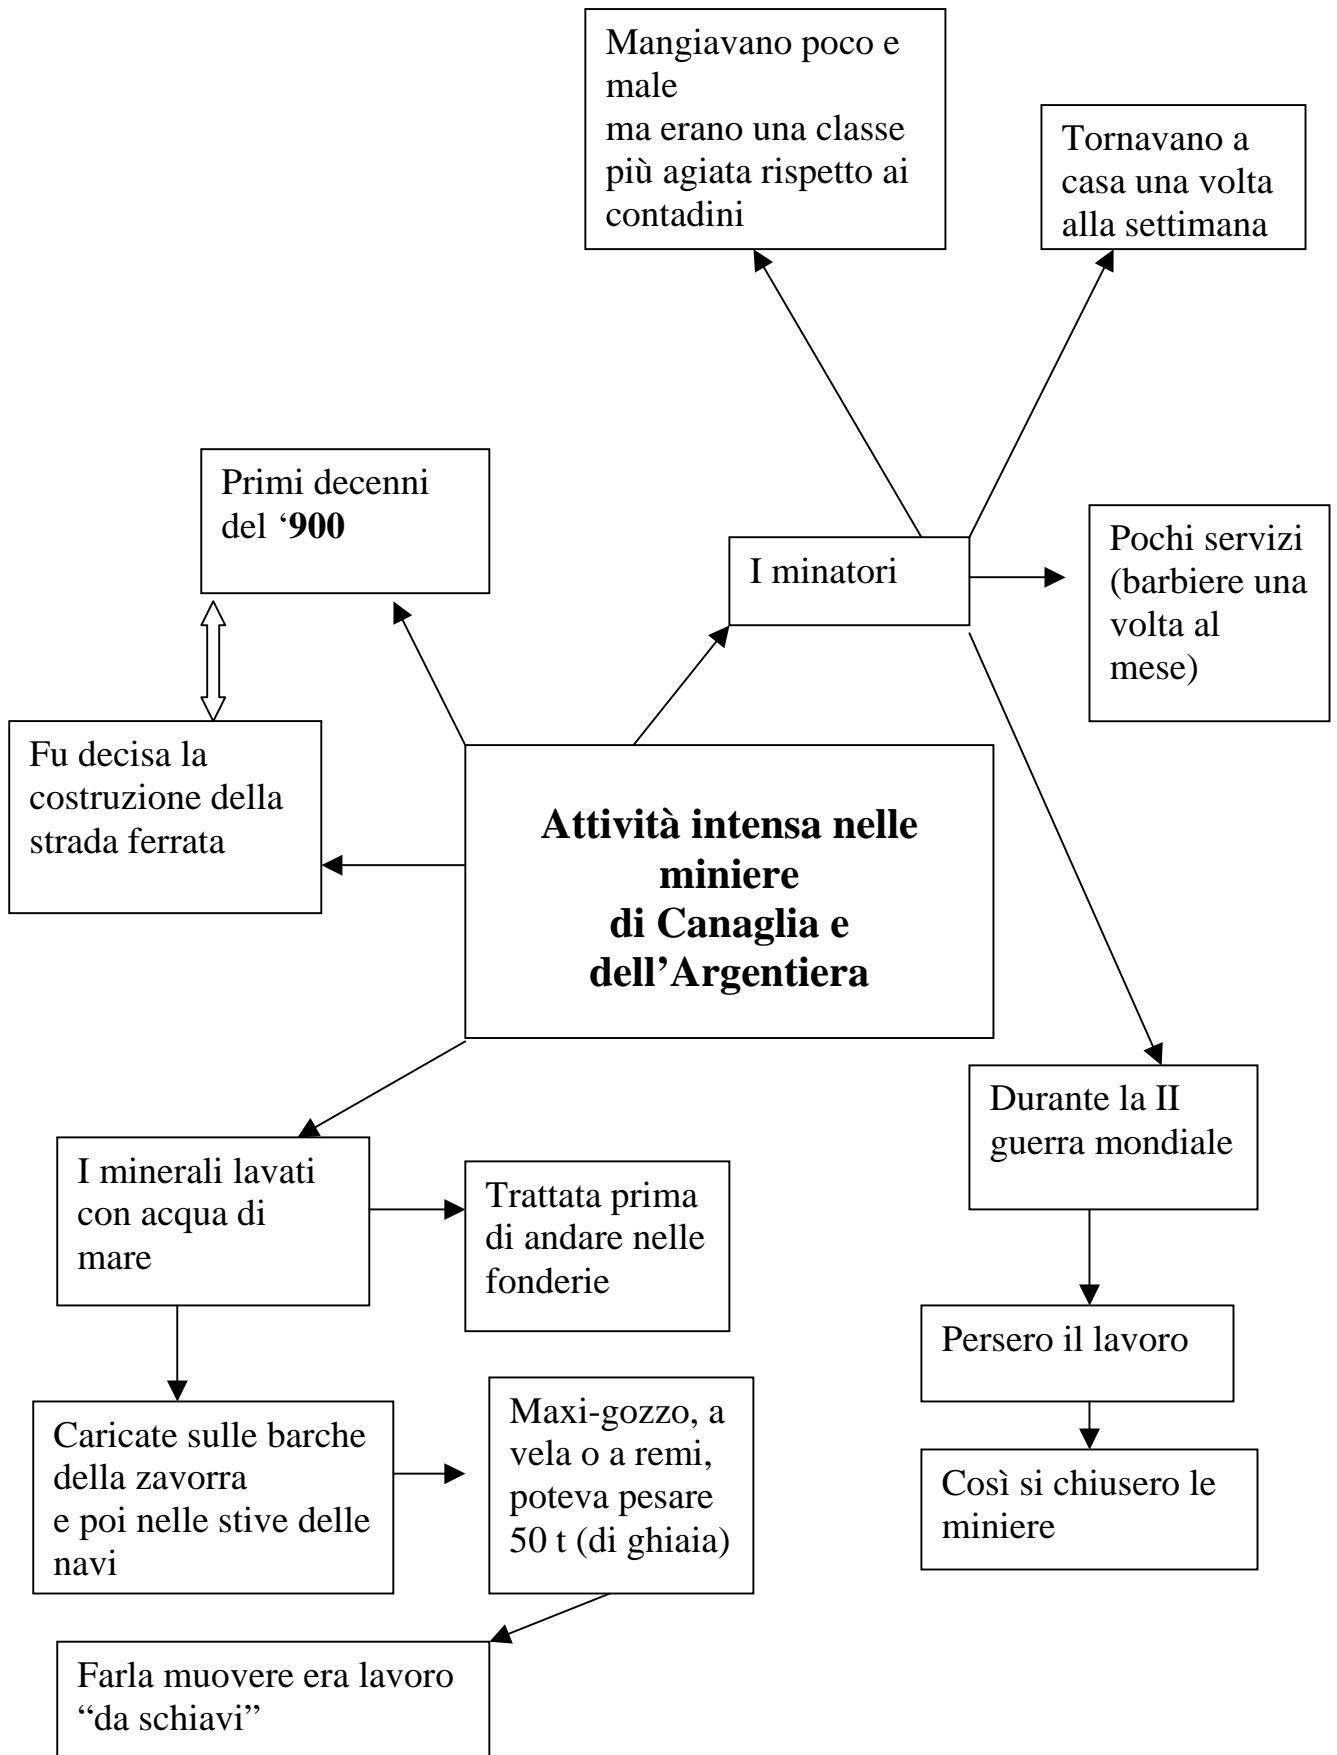 Mangiavano poco e
male
ma erano una classe
più agiata rispetto ai
contadini
Tornavano a
casa una volta
alla settimana
Primi decenni
del ‘900
I minatori
Pochi servizi
(barbiere una
volta al
mese)
Fu decisa la
costruzione della
strada ferrata
Attività intensa nelle
miniere
di Canaglia e
dell’Argentiera
Durante la II
guerra mondiale
I minerali lavati
con acqua di
mare
Trattata prima
di andare nelle
fonderie
Persero il lavoro
Caricate sulle barche
della zavorra
e poi nelle stive delle
navi
Maxi-gozzo, a
vela o a remi,
poteva pesare
50 t (di ghiaia)
Così si chiusero le
miniere
Farla muovere era lavoro
“da schiavi”